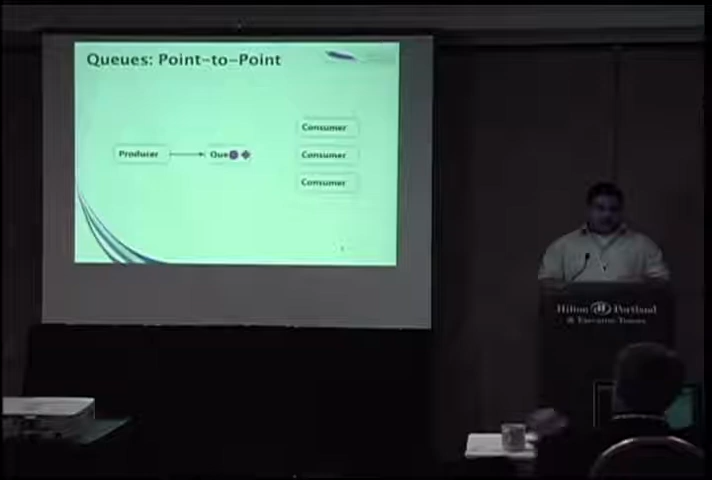 Queues: Point-to-Point
Consumer
Producer
Consumer
Consumer
Hilton Portland
& Executive Tower